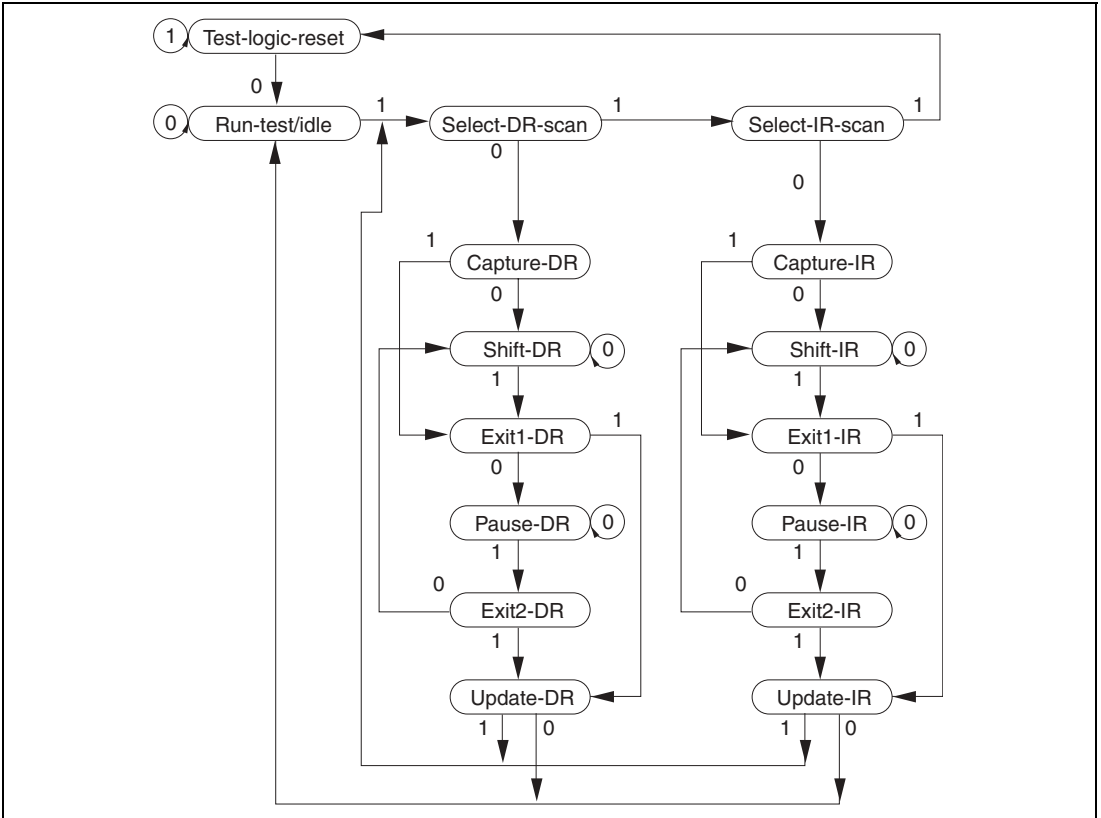 1 Test-logic-reset
0
0 Run-test/idle 1 Select-DR-scan 1 Select-IR-scan 1
0
0
1 1
Capture-DR Capture-IR
0 0
Shift-DR 0 Shift-IR 0
1 1
Exit1-DR 1 Exit1-IR 1
0 0
Pause-DR 0 Pause-IR 0
1 1
0 0
Exit2-DR Exit2-IR
1 1
Update-DR Update-IR
1 0 1 0